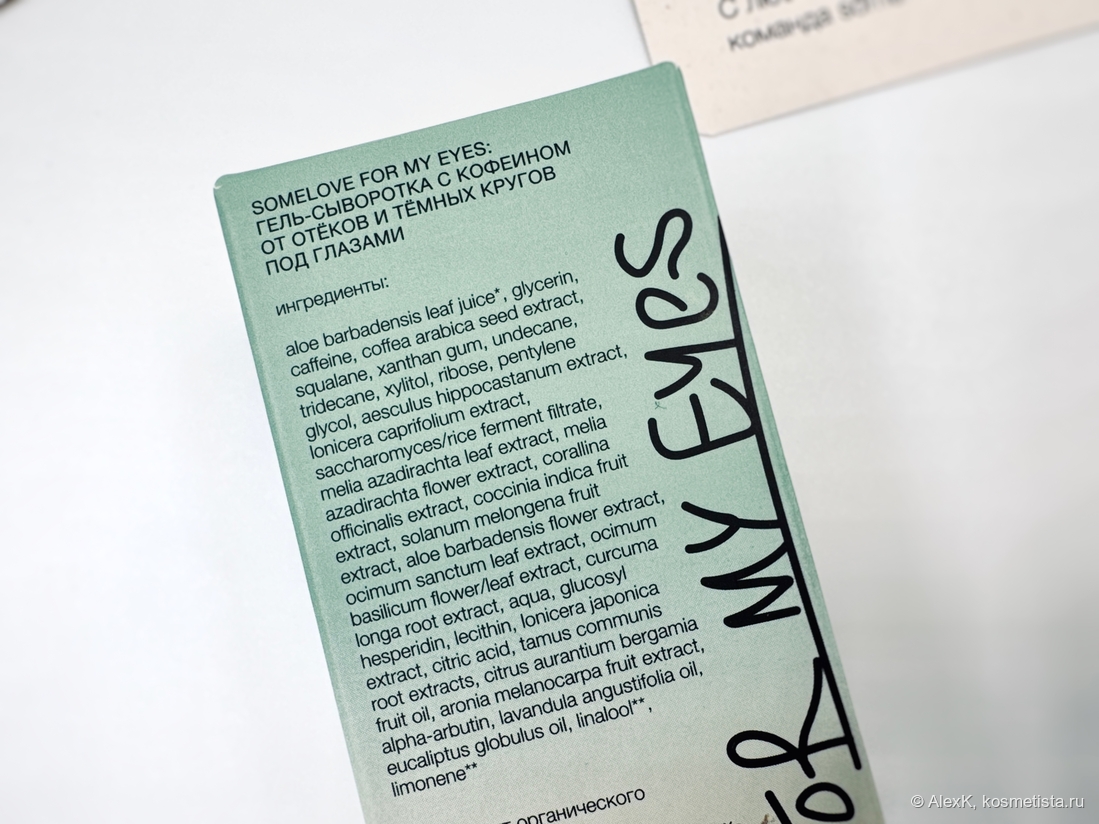 команда
SOMELOVE FOR MY EYES:
ГЕЛЬ-СЫВОРОТКА С КОФЕИНОМ
ОТ ОТЁКОВ И ТЁМНЫХ КРУГОВ
ПОД ГЛАЗАМИ
ингредиенты:
aloe barbadensis leaf juice*, glycerin,
caffeine, coffea arabica seed extract,
squalane, xanthan gum, undecane,
tridecane, xylitol, ribose, pentylene
glycol, aesculus hippocastanum extract,
lonicera caprifolium extract,
saccharomyces/rice ferment filtrate,
melia azadirachta leaf extract, melia
azadirachta flower extract, corallina
officinalis extract, coccinia indica fruit
extract, solanum melongena fruit
extract, aloe barbadensis flower extract,
ocimum sanctum leaf extract, ocimum
basilicum flower/leaf extract, curcuma
longa root extract, aqua, glucosyl
hesperidin, lecithin, lonicera japonica
extract, citric acid, tamus communis
root extracts, citrus aurantium bergamia
fruit oil, aronia melanocarpa fruit extract,
alpha-arbutin, lavandula angustifolia oil,
eucaliptus globulus oil, linalool**,
limonene**
органического
FOR MY EYES
© AlexK, kosmetista.ru